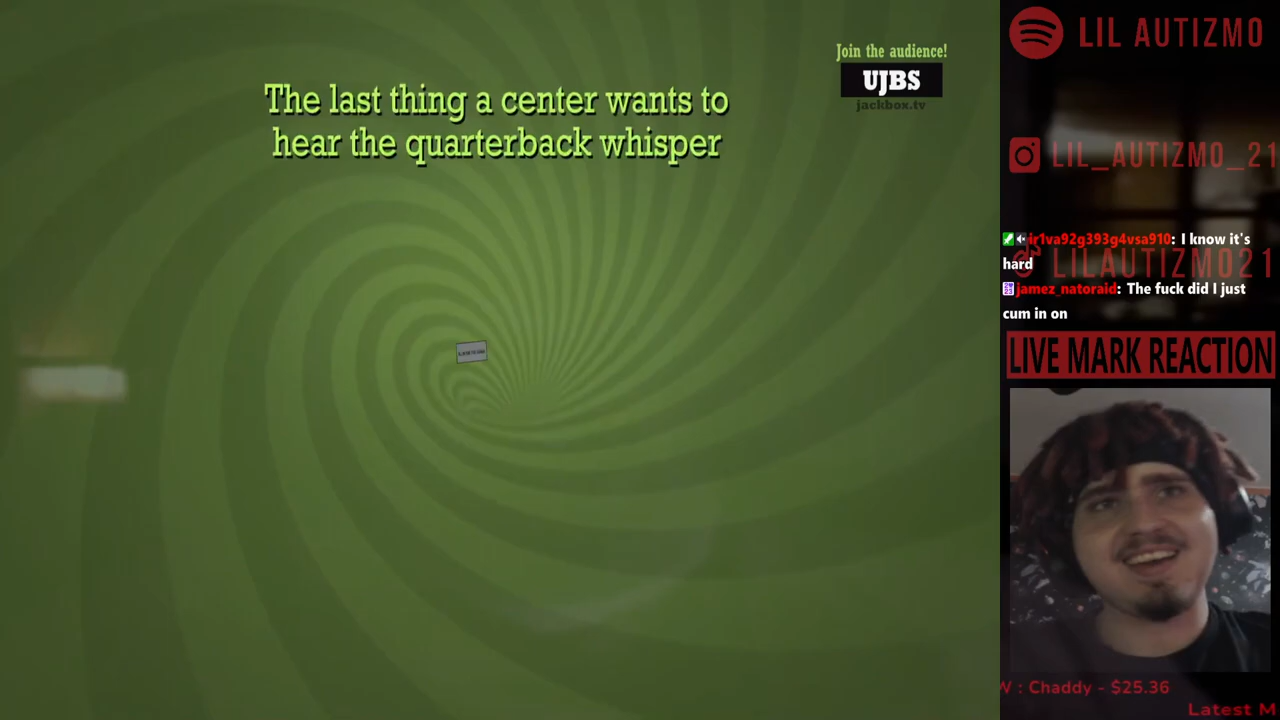 The last thing a center wants to
hear the quarterback whisper
Join the audience!
UJBS
jackbox.tv
LIL AUTIZMO
LIL_AUTIZMO_21
LILAUTIZMO21
ir1va92g393g4vsa910: I know it's
hard
jamez_natoraid: The fuck did I just
cum in on
LIVE MARK REACTION
W : Chaddy - $25.36
Latest M